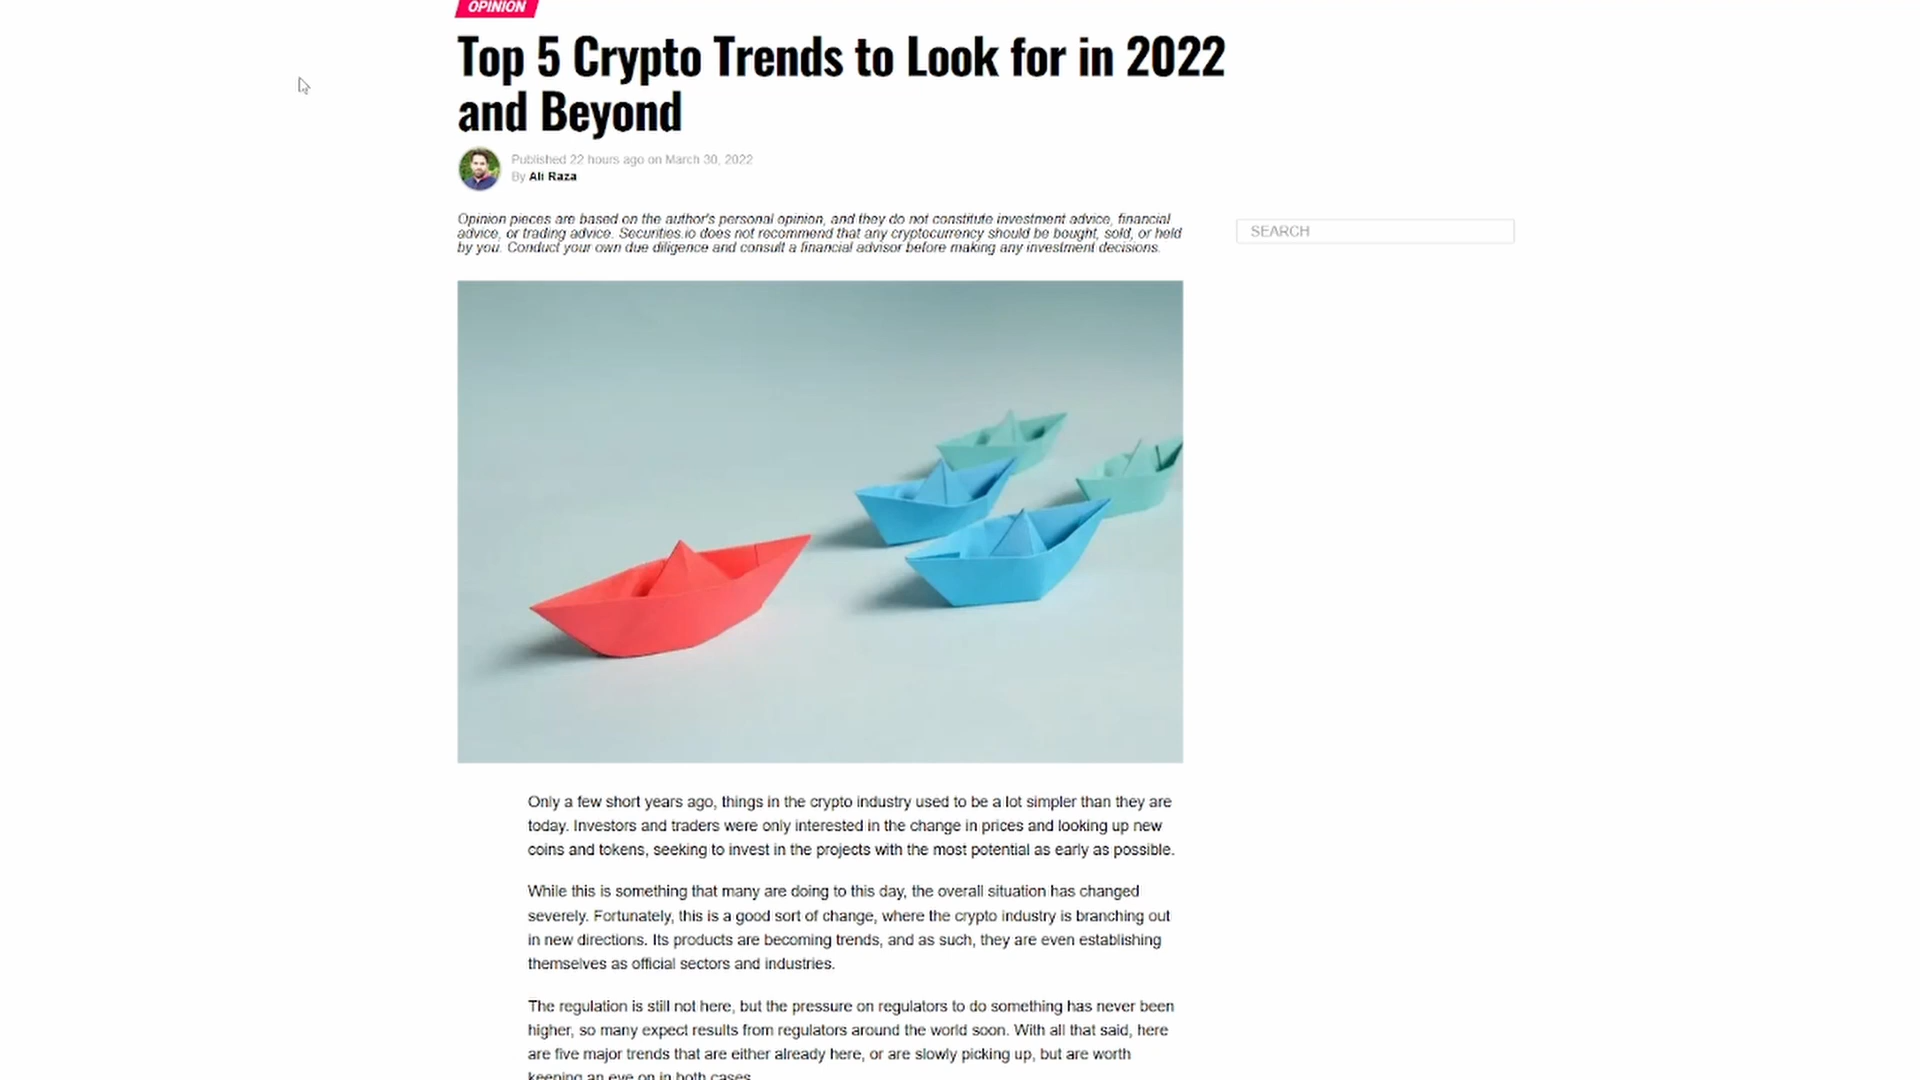 OPINION
Top 5 Crypto Trends to Look for in 2022
and Beyond
Published 22 hours ago on March 30, 2022
By Ali Raza
Opinion pieces are based on the author's personal opinion, and they do not constitute investment advice, financial
advice, or trading advice. Securities.io does not recommend that any cryptocurrency should be bought, sold, or held
by you. Conduct your own due diligence and consult a financial advisor before making any investment decisions.
SEARCH
Only a few short years ago, things in the crypto industry used to be a lot simpler than they are
today. Investors and traders were only interested in the change in prices and looking up new
coins and tokens, seeking to invest in the projects with the most potential as early as possible.
While this is something that many are doing to this day, the overall situation has changed
severely. Fortunately, this is a good sort of change, where the crypto industry is branching out
in new directions. Its products are becoming trends, and as such, they are even establishing
themselves as official sectors and industries.
The regulation is still not here, but the pressure on regulators to do something has never been
higher, so many expect results from regulators around the world soon. With all that said, here
are five major trends that are either already here, or are slowly picking up, but are worth
keeping an eye on in both cases.